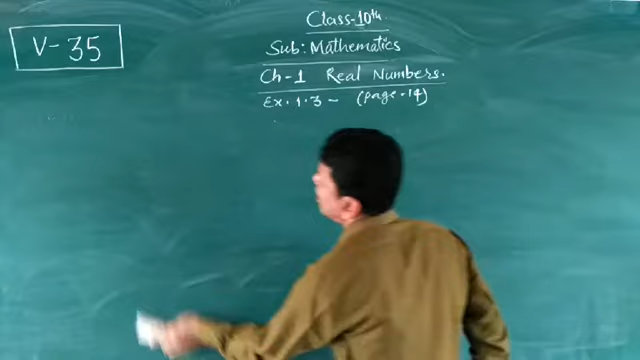 V-35
Class-10th.
Sub: Mathematics
Ch-1 Real Numbers.
Ex. 1.3 - (page-14)